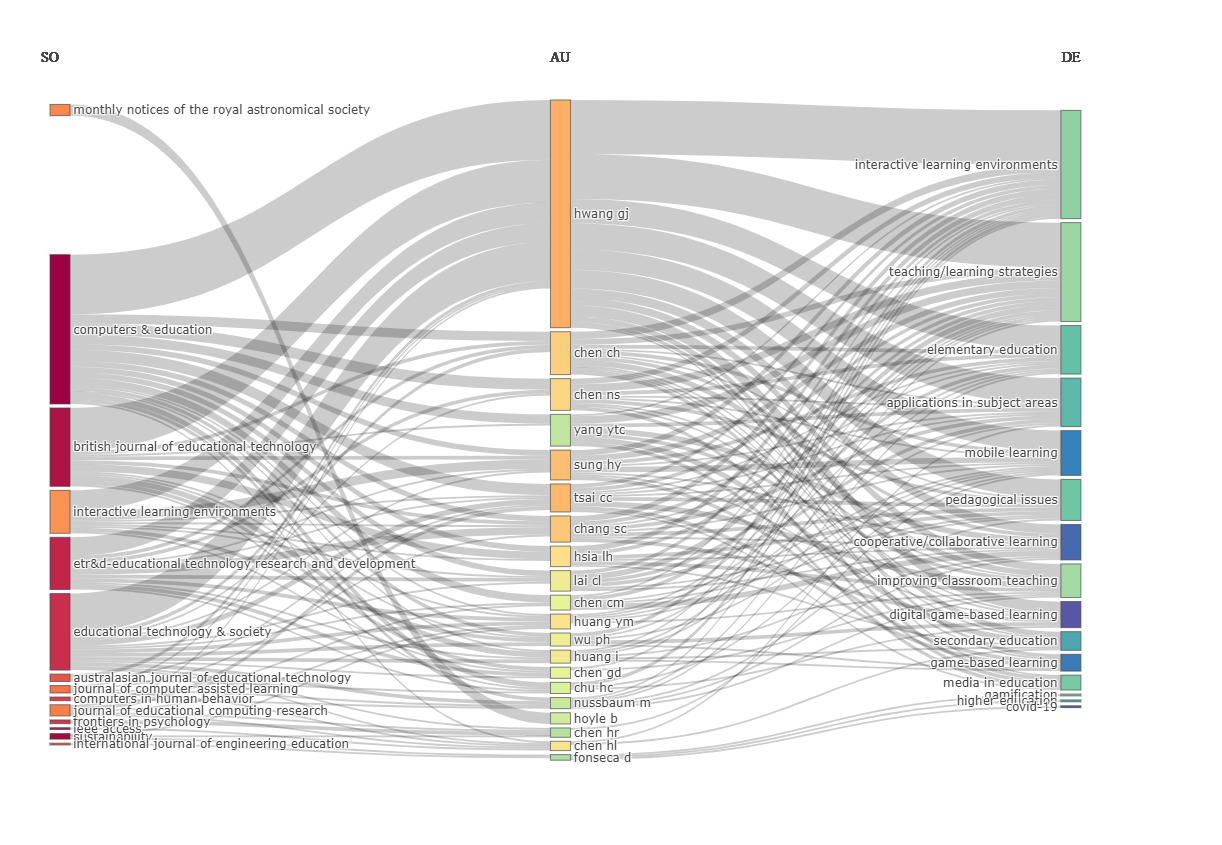 SO AU DE
monthly notices of the royal astronomical society
computers & education
british journal of educational technology
interactive learning environments
etr&d-educational technology research and development
educational technology & society
australasian journal of educational technology
journal of computer assisted learning
computers in human behavior
journal of educational computing research
frontiers in psychology
ieee access
sustainability
international journal of engineering education
hwang gj
chen ch
chen ns
yang ytc
sung hy
tsai cc
chang sc
hsia lh
lai cl
chen cm
huang ym
wu ph
huang i
chen gd
chu hc
nussbaum m
hoyle b
chen hr
chen hl
fonseca d
interactive learning environments
teaching/learning strategies
elementary education
applications in subject areas
mobile learning
pedagogical issues
cooperative/collaborative learning
improving classroom teaching
digital game-based learning
secondary education
game-based learning
media in education
gamification
higher education
covid-19